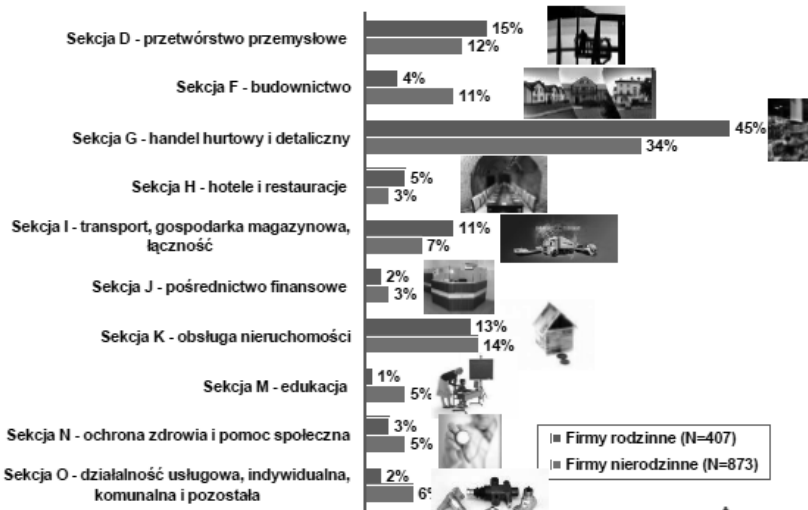 Sekcja D - przetwórstwo przemysłowe
15%
12%
Sekcja F - budownictwo
4%
11%
Sekcja G - handel hurtowy i detaliczny
45%
34%
Sekcja H - hotele i restauracje
5%
3%
Sekcja I - transport, gospodarka magazynowa,
łączność
11%
7%
Sekcja J - pośrednictwo finansowe
2%
3%
Sekcja K - obsługa nieruchomości
13%
14%
Sekcja M - edukacja
1%
5%
Sekcja N - ochrona zdrowia i pomoc społeczna
3%
5%
Sekcja O - działalność usługowa, indywidualna,
komunalna i pozostała
2%
6%
Firmy rodzinne (N=407)
Firmy nierodzinne (N=873)